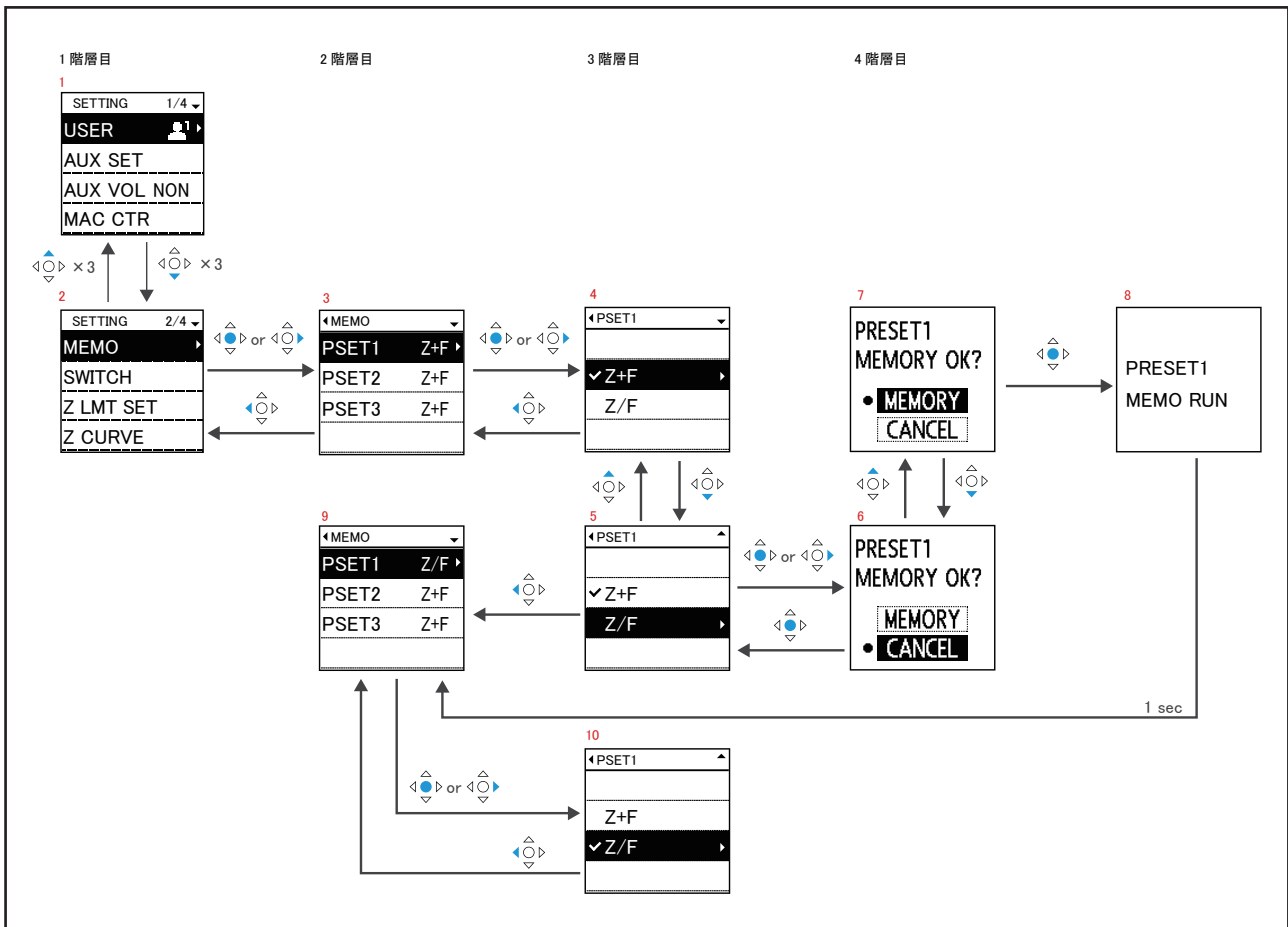 1 階層目
2 階層目
3 階層目
4 階層目
1
SETTING 1/4
USER 1
AUX SET
AUX VOL NON
MAC CTR
×3
×3
2
SETTING 2/4
MEMO
SWITCH
Z LMT SET
Z CURVE
or
3
MEMO
PSET1 Z+F
PSET2 Z+F
PSET3 Z+F
or
4
PSET1
Z+F
Z/F
7
PRESET1
MEMORY OK?
MEMORY
CANCEL
8
PRESET1
MEMO RUN
9
MEMO
PSET1 Z/F
PSET2 Z+F
PSET3 Z+F
5
PSET1
Z+F
Z/F
or
6
PRESET1
MEMORY OK?
MEMORY
CANCEL
1 sec
or
10
PSET1
Z+F
Z/F